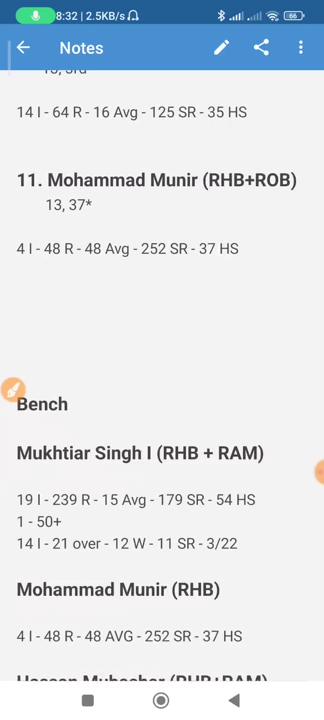 8:32 | 2.5KB/s
66
Notes
14 I - 64 R - 16 Avg - 125 SR - 35 HS
11. Mohammad Munir (RHB+ROB)
13, 37*
4 I - 48 R - 48 Avg - 252 SR - 37 HS
Bench
Mukhtiar Singh I (RHB + RAM)
19 I - 239 R - 15 Avg - 179 SR - 54 HS
1 - 50+
14 I - 21 over - 12 W - 11 SR - 3/22
Mohammad Munir (RHB)
4 I - 48 R - 48 AVG - 252 SR - 37 HS